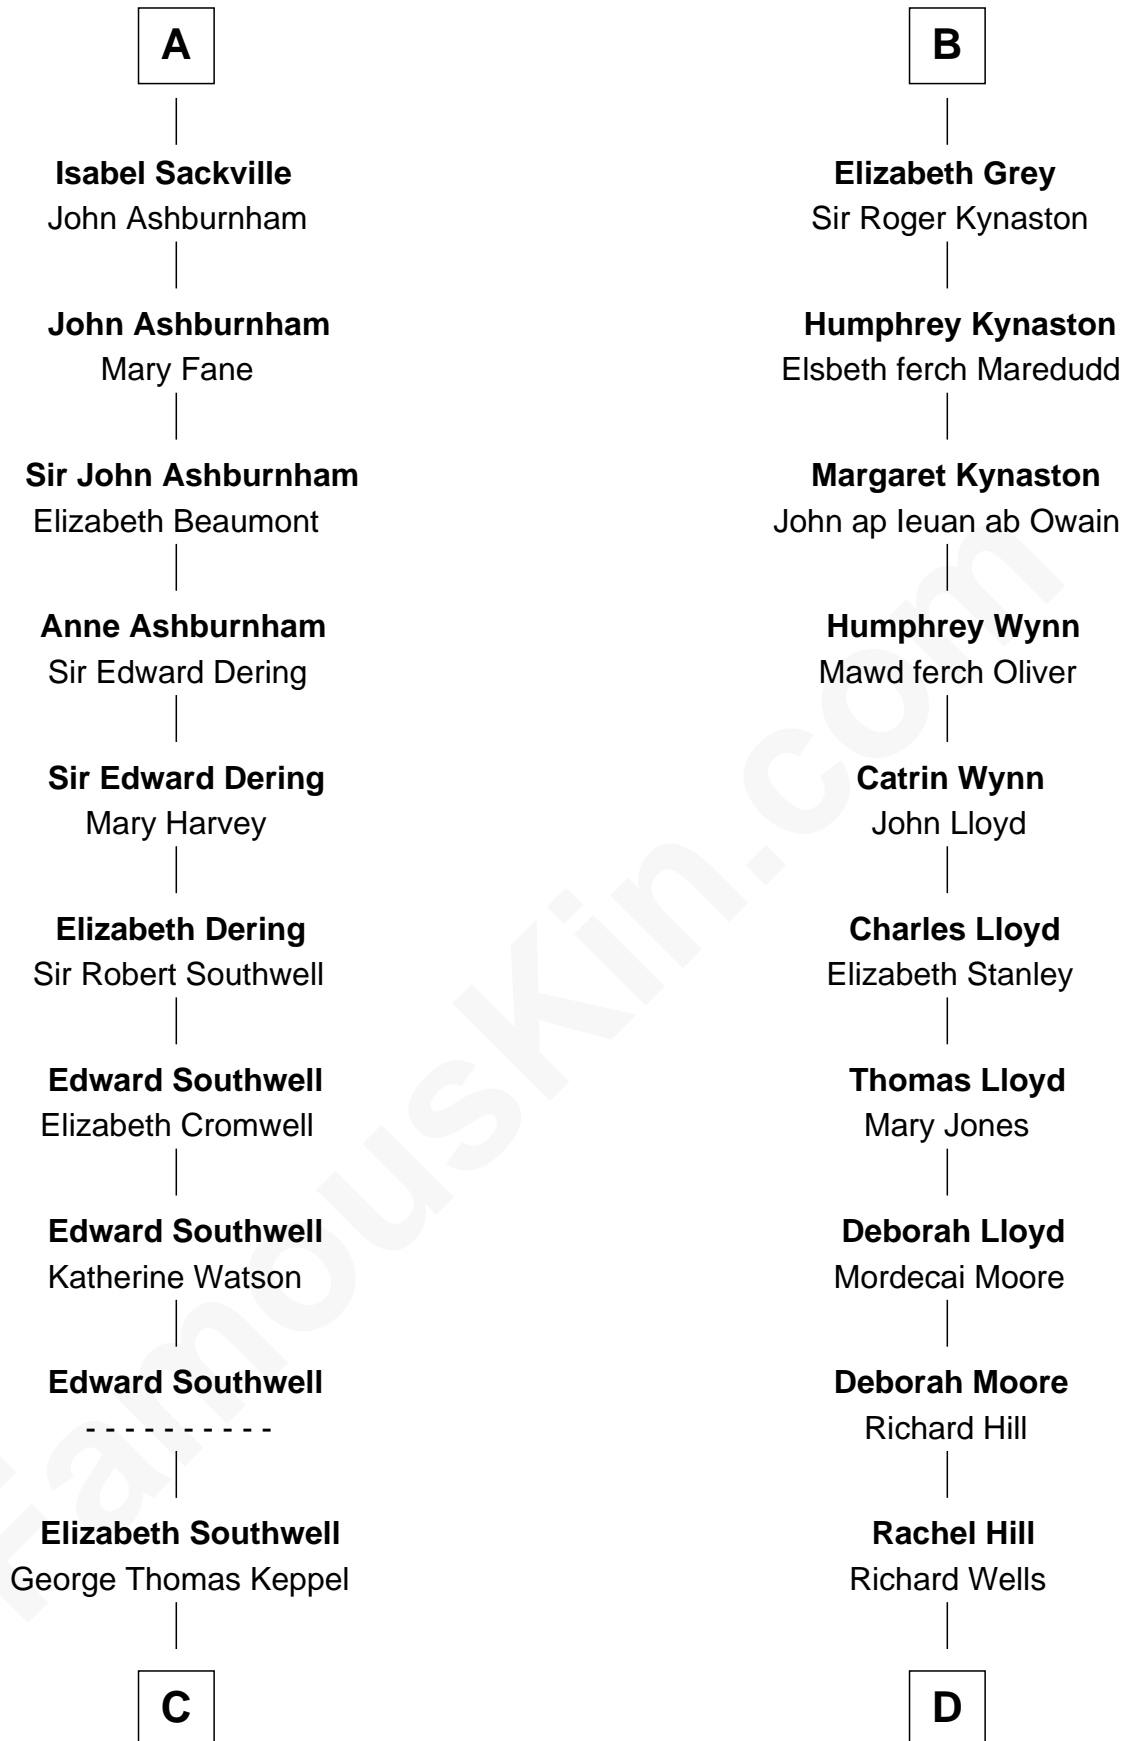 A
Isabel Sackville
John Ashburnham
John Ashburnham
Mary Fane
Sir John Ashburnham
Elizabeth Beaumont
Anne Ashburnham
Sir Edward Dering
Sir Edward Dering
Mary Harvey
Elizabeth Dering
Sir Robert Southwell
Edward Southwell
Elizabeth Cromwell
Edward Southwell
Katherine Watson
Edward Southwell
- - - - - - - - - -
Elizabeth Southwell
George Thomas Keppel
C
B
Elizabeth Grey
Sir Roger Kynaston
Humphrey Kynaston
Elsbeth ferch Maredudd
Margaret Kynaston
John ap Ieuan ab Owain
Humphrey Wynn
Mawd ferch Oliver
Catrin Wynn
John Lloyd
Charles Lloyd
Elizabeth Stanley
Thomas Lloyd
Mary Jones
Deborah Lloyd
Mordecai Moore
Deborah Moore
Richard Hill
Rachel Hill
Richard Wells
D
FamousKin.com